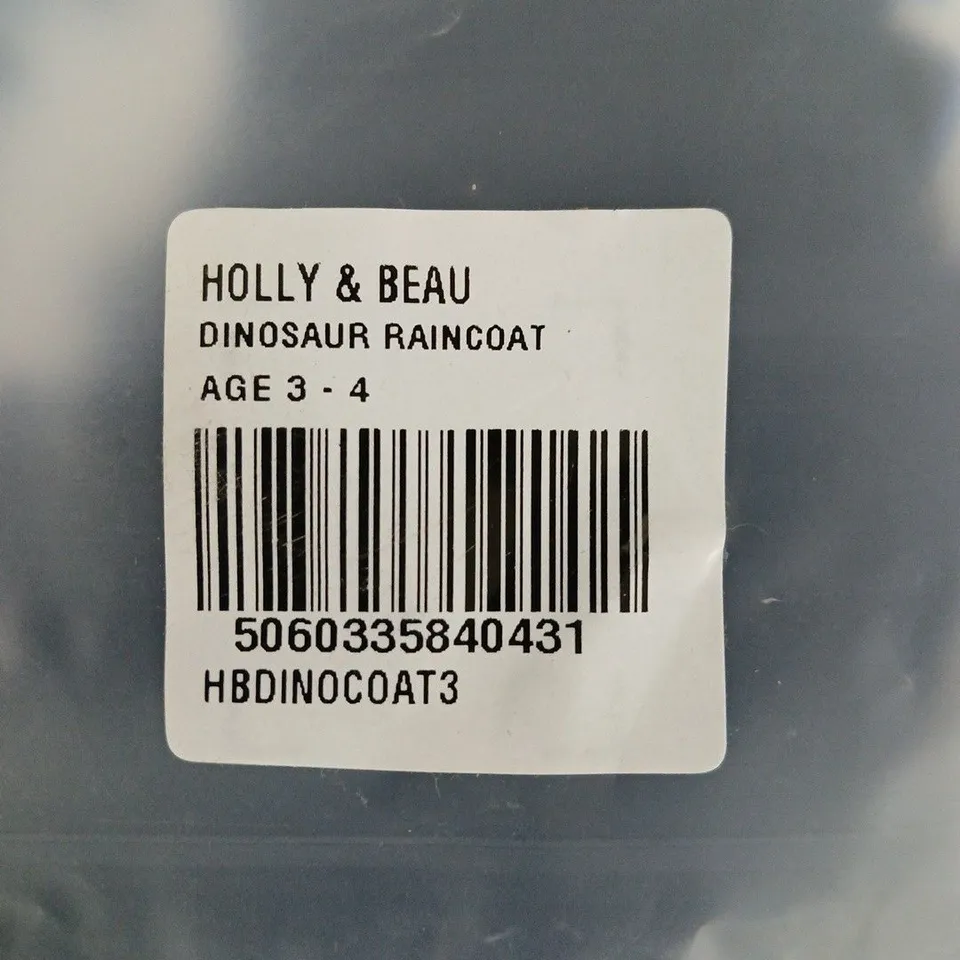 HOLLY & BEAU
DINOSAUR RAINCOAT
AGE 3 - 4
5060335840431
HBDINOCOAT3